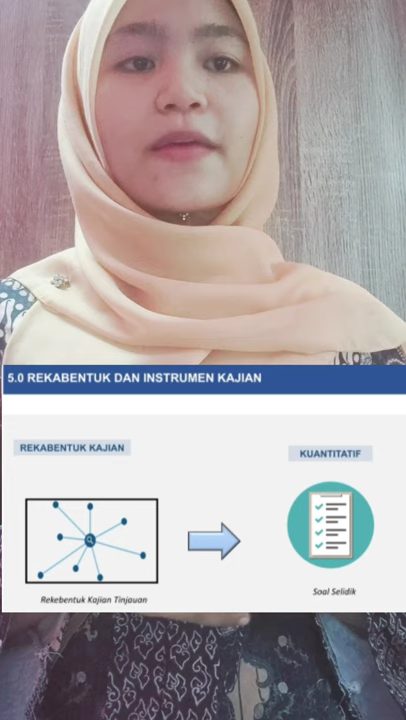 5.0 REKABENTUK DAN INSTRUMEN KAJIAN
REKABENTUK KAJIAN
KUANTITATIF
Rekebentuk Kajian Tinjauan
Soal Selidik